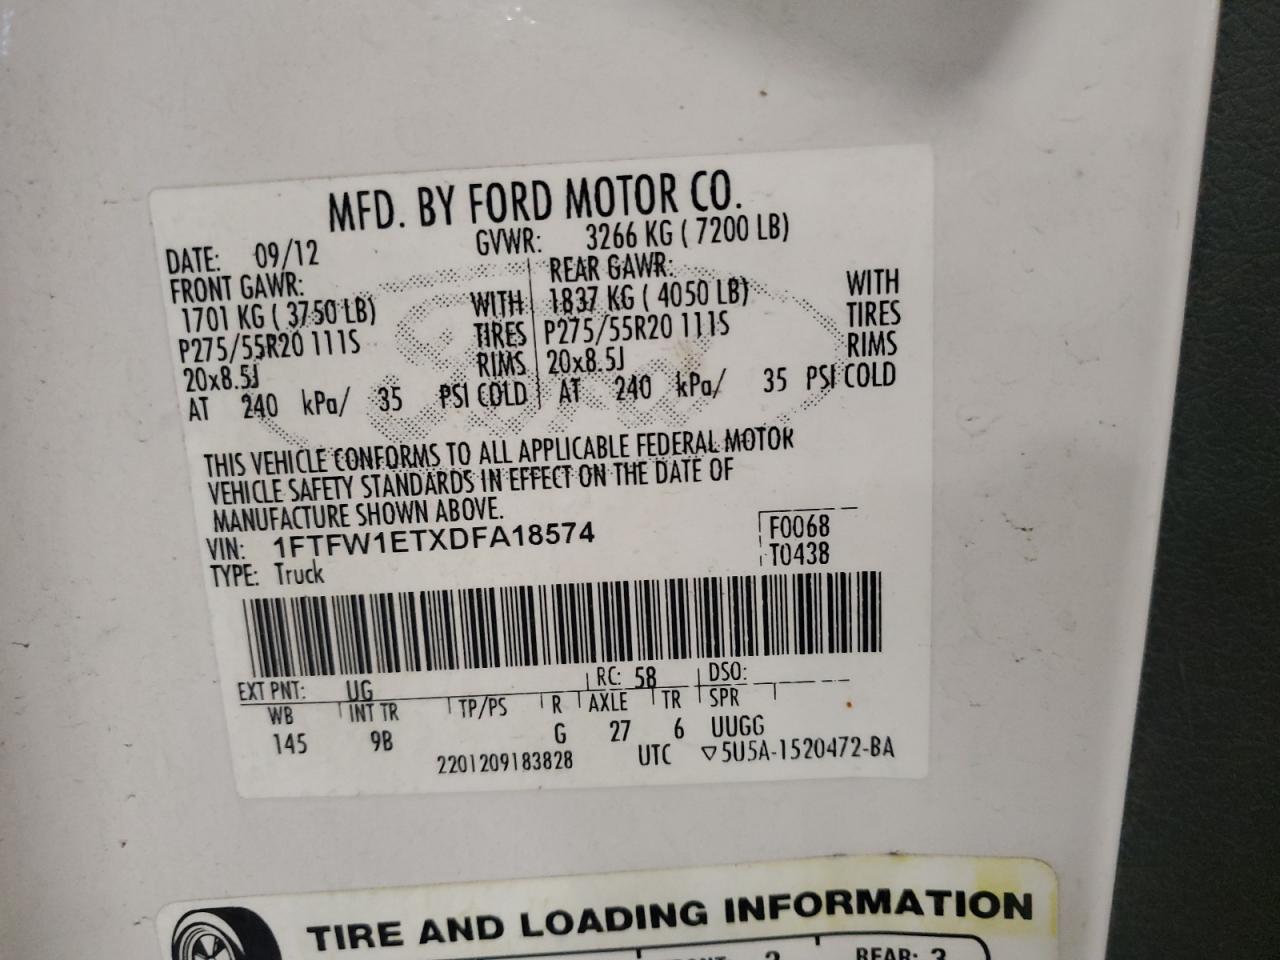 MFD. BY FORD MOTOR CO.
DATE: 09/12 GVWR: 3266 KG ( 7200 LB)
FRONT GAWR: REAR GAWR: WITH
1701 KG ( 3750 LB) WITH 1837 KG ( 4050 LB) TIRES
P275/55R20 111S TIRES P275/55R20 111S RIMS
20x8.5J RIMS 20x8.5J
AT 240 kPa/ 35 PSI COLD AT 240 kPa/ 35 PSI COLD
THIS VEHICLE CONFORMS TO ALL APPLICABLE FEDERAL MOTOR
VEHICLE SAFETY STANDARDS IN EFFECT ON THE DATE OF
MANUFACTURE SHOWN ABOVE.
VIN: 1FTFW1ETXDFA18574 F0068
TYPE: Truck T0438
EXT PNT: UG RC: 58 DSO:
WB INT TR TP/PS R AXLE TR SPR
145 9B G 27 6 UUGG
2201209183828 UTC ▽5U5A-1520472-BA
TIRE AND LOADING INFORMATION
REAR: 3